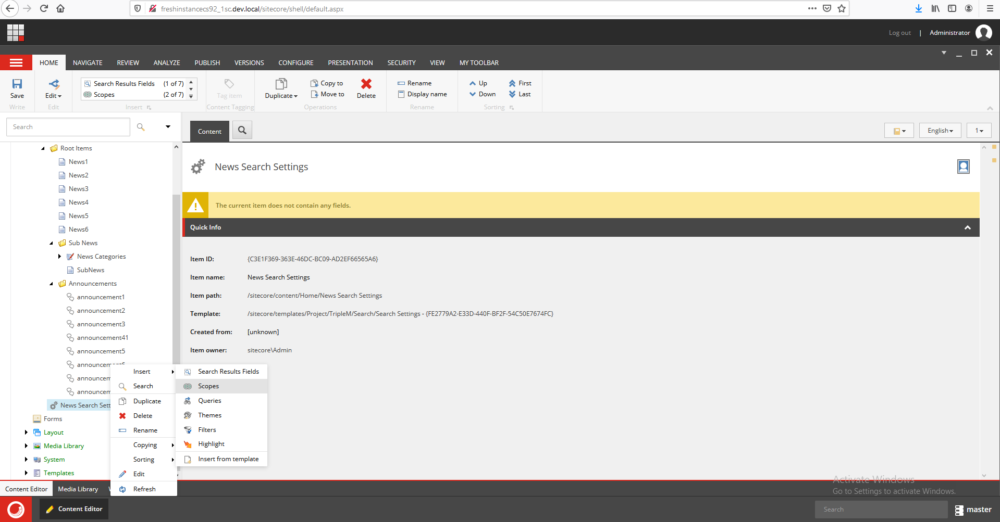 freshinstancecs92_1sc.dev.local/sitecore/shell/default.aspx
Log out | Administrator
HOME NAVIGATE REVIEW ANALYZE PUBLISH VERSIONS CONFIGURE PRESENTATION SECURITY VIEW MY TOOLBAR
Search Results Fields (1 of 7)
Scopes (2 of 7)
Save
Edit
Tag item
Duplicate
Copy to
Move to
Delete
Rename
Display name
Up
Down
First
Last
Write
Edit
Insert
Content Tagging
Operations
Rename
Sorting
Search
Content
English
1
Root Items
News1
News2
News3
News4
News5
News6
Sub News
News Categories
SubNews
Announcements
announcement1
announcement2
announcement3
announcement41
announcement5
announcement6
announcem
announcem
News Search Sett
Forms
Layout
Media Library
System
Templates
News Search Settings
The current item does not contain any fields.
Quick Info
Item ID: {C3E1F369-363E-46DC-BC09-AD2EF66565A6}
Item name: News Search Settings
Item path: /sitecore/content/Home/News Search Settings
Template: /sitecore/templates/Project/TripleM/Search/Search Settings - {FE2779A2-E33D-440F-BF2F-54C50E7674FC}
Created from: [unknown]
Item owner: sitecore\Admin
Insert
Search
Duplicate
Delete
Rename
Copying
Sorting
Edit
Refresh
Search Results Fields
Scopes
Queries
Themes
Filters
Highlight
Insert from template
Activate Windows
Go to Settings to activate Windows.
Content Editor
Media Library
Content Editor
Search
master